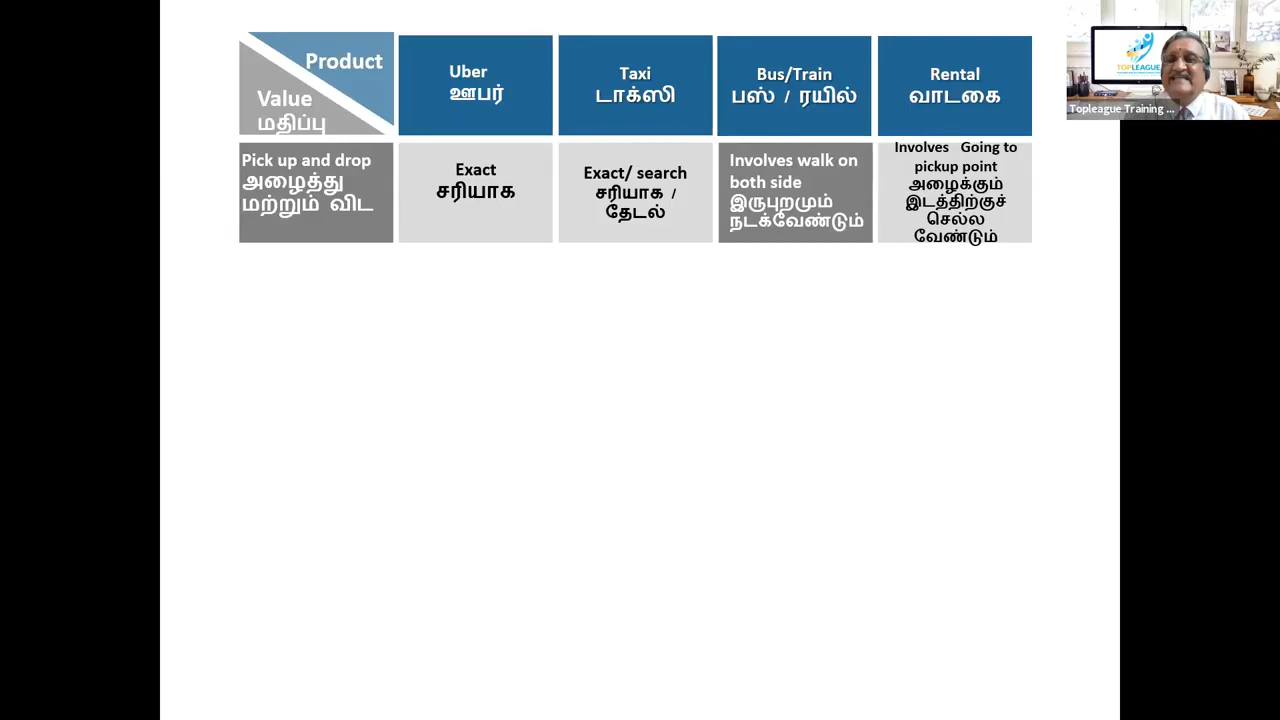 Product
Value
மதிப்பு
Uber
ஊபர்
Taxi
டாக்ஸி
Bus/Train
பஸ் / ரயில்
Rental
வாடகை
Pick up and drop
அழைத்து
மற்றும் விட
Exact
சரியாக
Exact/ search
சரியாக /
தேடல்
Involves walk on
both side
இருபுறமும்
நடக்வேண்டும்
Involves Going to
pickup point
அழைக்கும்
இடத்திற்குச்
செல்ல
வேண்டும்
TOPLEAGUE
Topleague Training ...